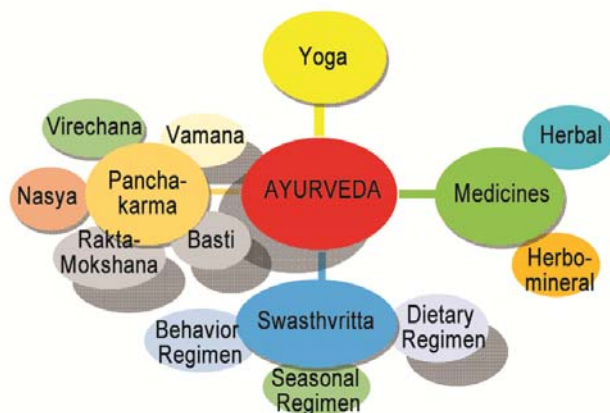 Yoga
Virechana
Vamana
Herbal
Nasya
Pancha-
karma
AYURVEDA
Medicines
Rakta-
Mokshana
Basti
Herbo-
mineral
Behavior
Regimen
Swasthvritta
Dietary
Regimen
Seasonal
Regimen